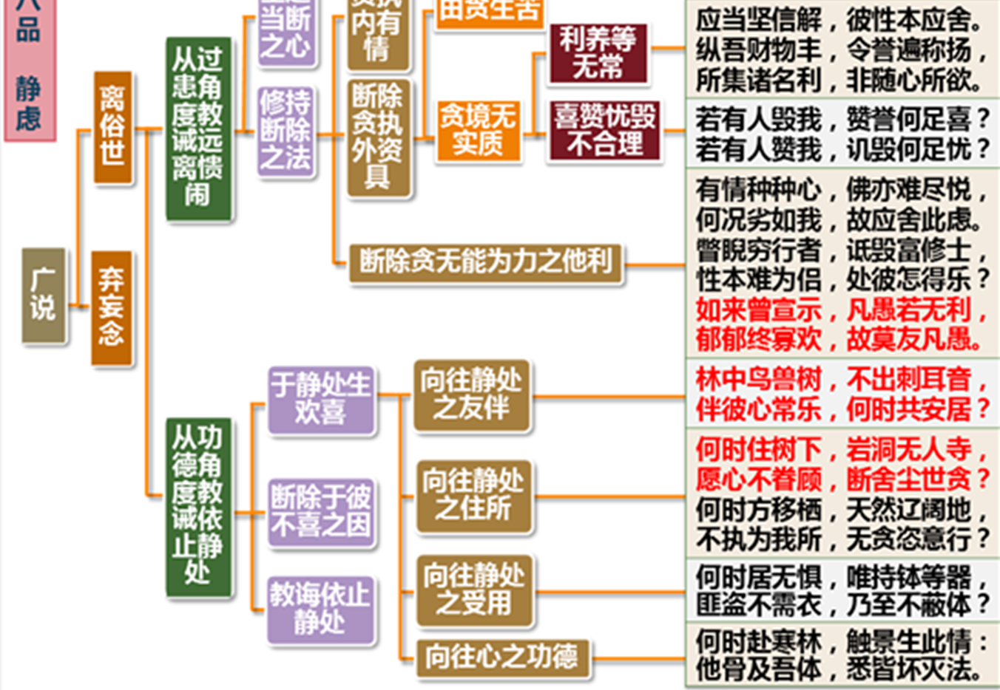 品
静
虑
广
说
离
俗
世
弃
妄
念
从过
患角
度教
诫远
离愦
闹
从功
德角
度教
诫依
止静
处
当断
之心
修持
断除
之法
内有
情
断除
贪执
外资
具
由贪生苦
贪境无
实质
利养等
无常
喜赞忧毁
不合理
断除贪无能为力之他利
于静处生
欢喜
断除于彼
不喜之因
教诲依止
静处
向往静处
之友伴
向往静处
之住所
向往静处
之受用
向往心之功德
应当坚信解，彼性本应舍。
纵吾财物丰，令誉遍称扬，
所集诸名利，非随心所欲。
若有人毁我，赞誉何足喜？
若有人赞我，讥毁何足忧？
有情种种心，佛亦难尽悦，
何况劣如我，故应舍此虑。
瞥睨穷行者，诋毁富修士，
性本难为侣，处彼怎得乐？
如来曾宣示，凡愚若无利，
郁郁终寡欢，故莫友凡愚。
林中鸟兽树，不出刺耳音，
伴彼心常乐，何时共安居？
何时住树下，岩洞无人寺，
愿心不眷顾，断舍尘世贪？
何时方移栖，天然辽阔地，
不执为我所，无贪恣意行？
何时居无惧，唯持钵等器，
匪盗不需衣，乃至不蔽体？
何时赴寒林，触景生此情：
他骨及吾体，悉皆坏灭法。